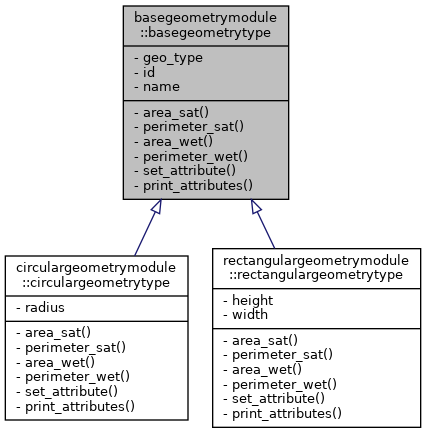 basegeometrymodule
::basegeometrytype
- geo_type
- id
- name
- area_sat()
- perimeter_sat()
- area_wet()
- perimeter_wet()
- set_attribute()
- print_attributes()
circulargeometrymodule
::circulargeometrytype
- radius
- area_sat()
- perimeter_sat()
- area_wet()
- perimeter_wet()
- set_attribute()
- print_attributes()
rectangulargeometrymodule
::rectangulargeometrytype
- height
- width
- area_sat()
- perimeter_sat()
- area_wet()
- perimeter_wet()
- set_attribute()
- print_attributes()